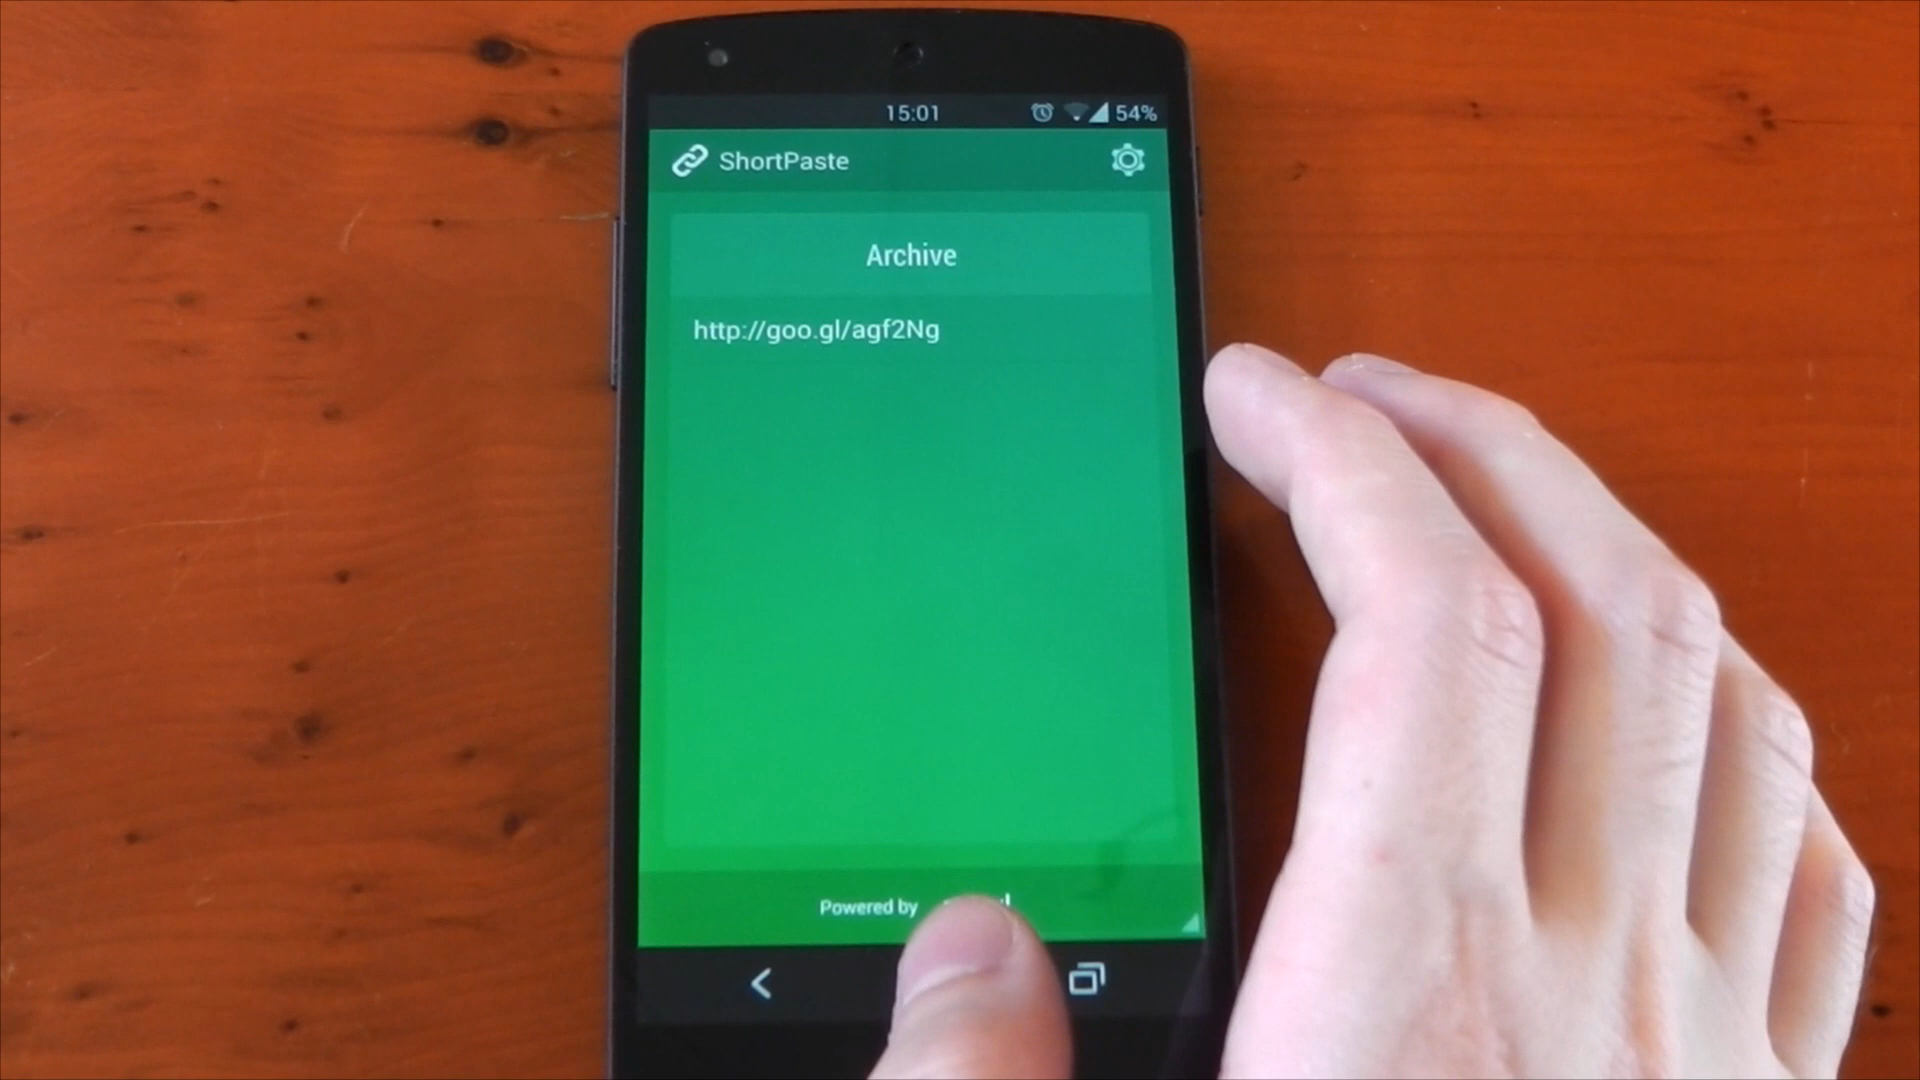 15:01 54%
ShortPaste
Archive
http://goo.gl/agf2Ng
Powered by